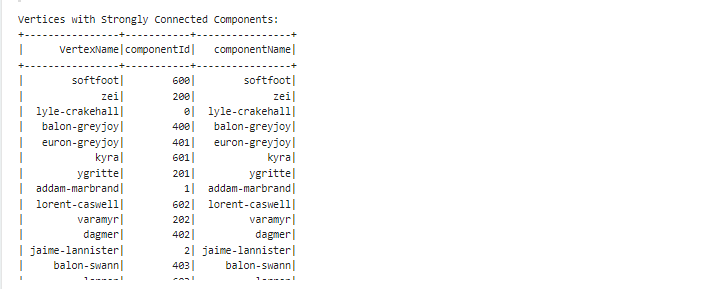 Vertices with Strongly Connected Components:
+---------------+-----------+---------------+
|     VertexName|componentId|  componentName|
+---------------+-----------+---------------+
|       softfoot|        600|       softfoot|
|            zei|        200|            zei|
| lyle-crakehall|          0| lyle-crakehall|
|  balon-greyjoy|        400|  balon-greyjoy|
|  euron-greyjoy|        401|  euron-greyjoy|
|           kyra|        601|           kyra|
|        ygritte|        201|        ygritte|
| addam-marbrand|          1| addam-marbrand|
| lorent-caswell|        602| lorent-caswell|
|        varamyr|        202|        varamyr|
|         dagmer|        402|         dagmer|
|jaime-lannister|          2|jaime-lannister|
|    balon-swann|        403|    balon-swann|